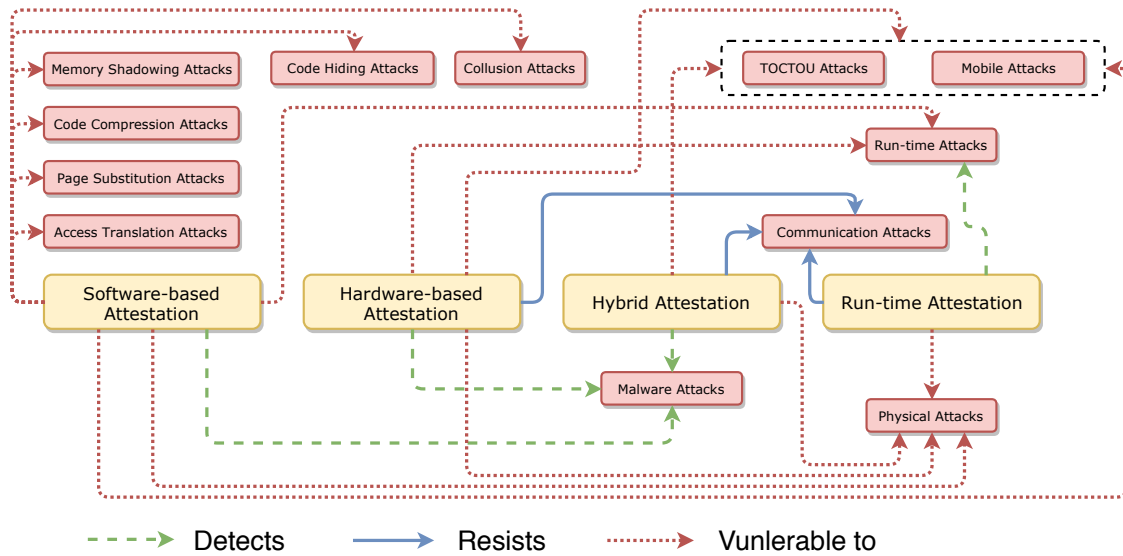 Memory Shadowing Attacks
Code Hiding Attacks
Collusion Attacks
TOCTOU Attacks
Mobile Attacks
Code Compression Attacks
Run-time Attacks
Page Substitution Attacks
Access Translation Attacks
Communication Attacks
Software-based
Attestation
Hardware-based
Attestation
Hybrid Attestation
Run-time Attestation
Malware Attacks
Physical Attacks
Detects
Resists
Vunlerable to